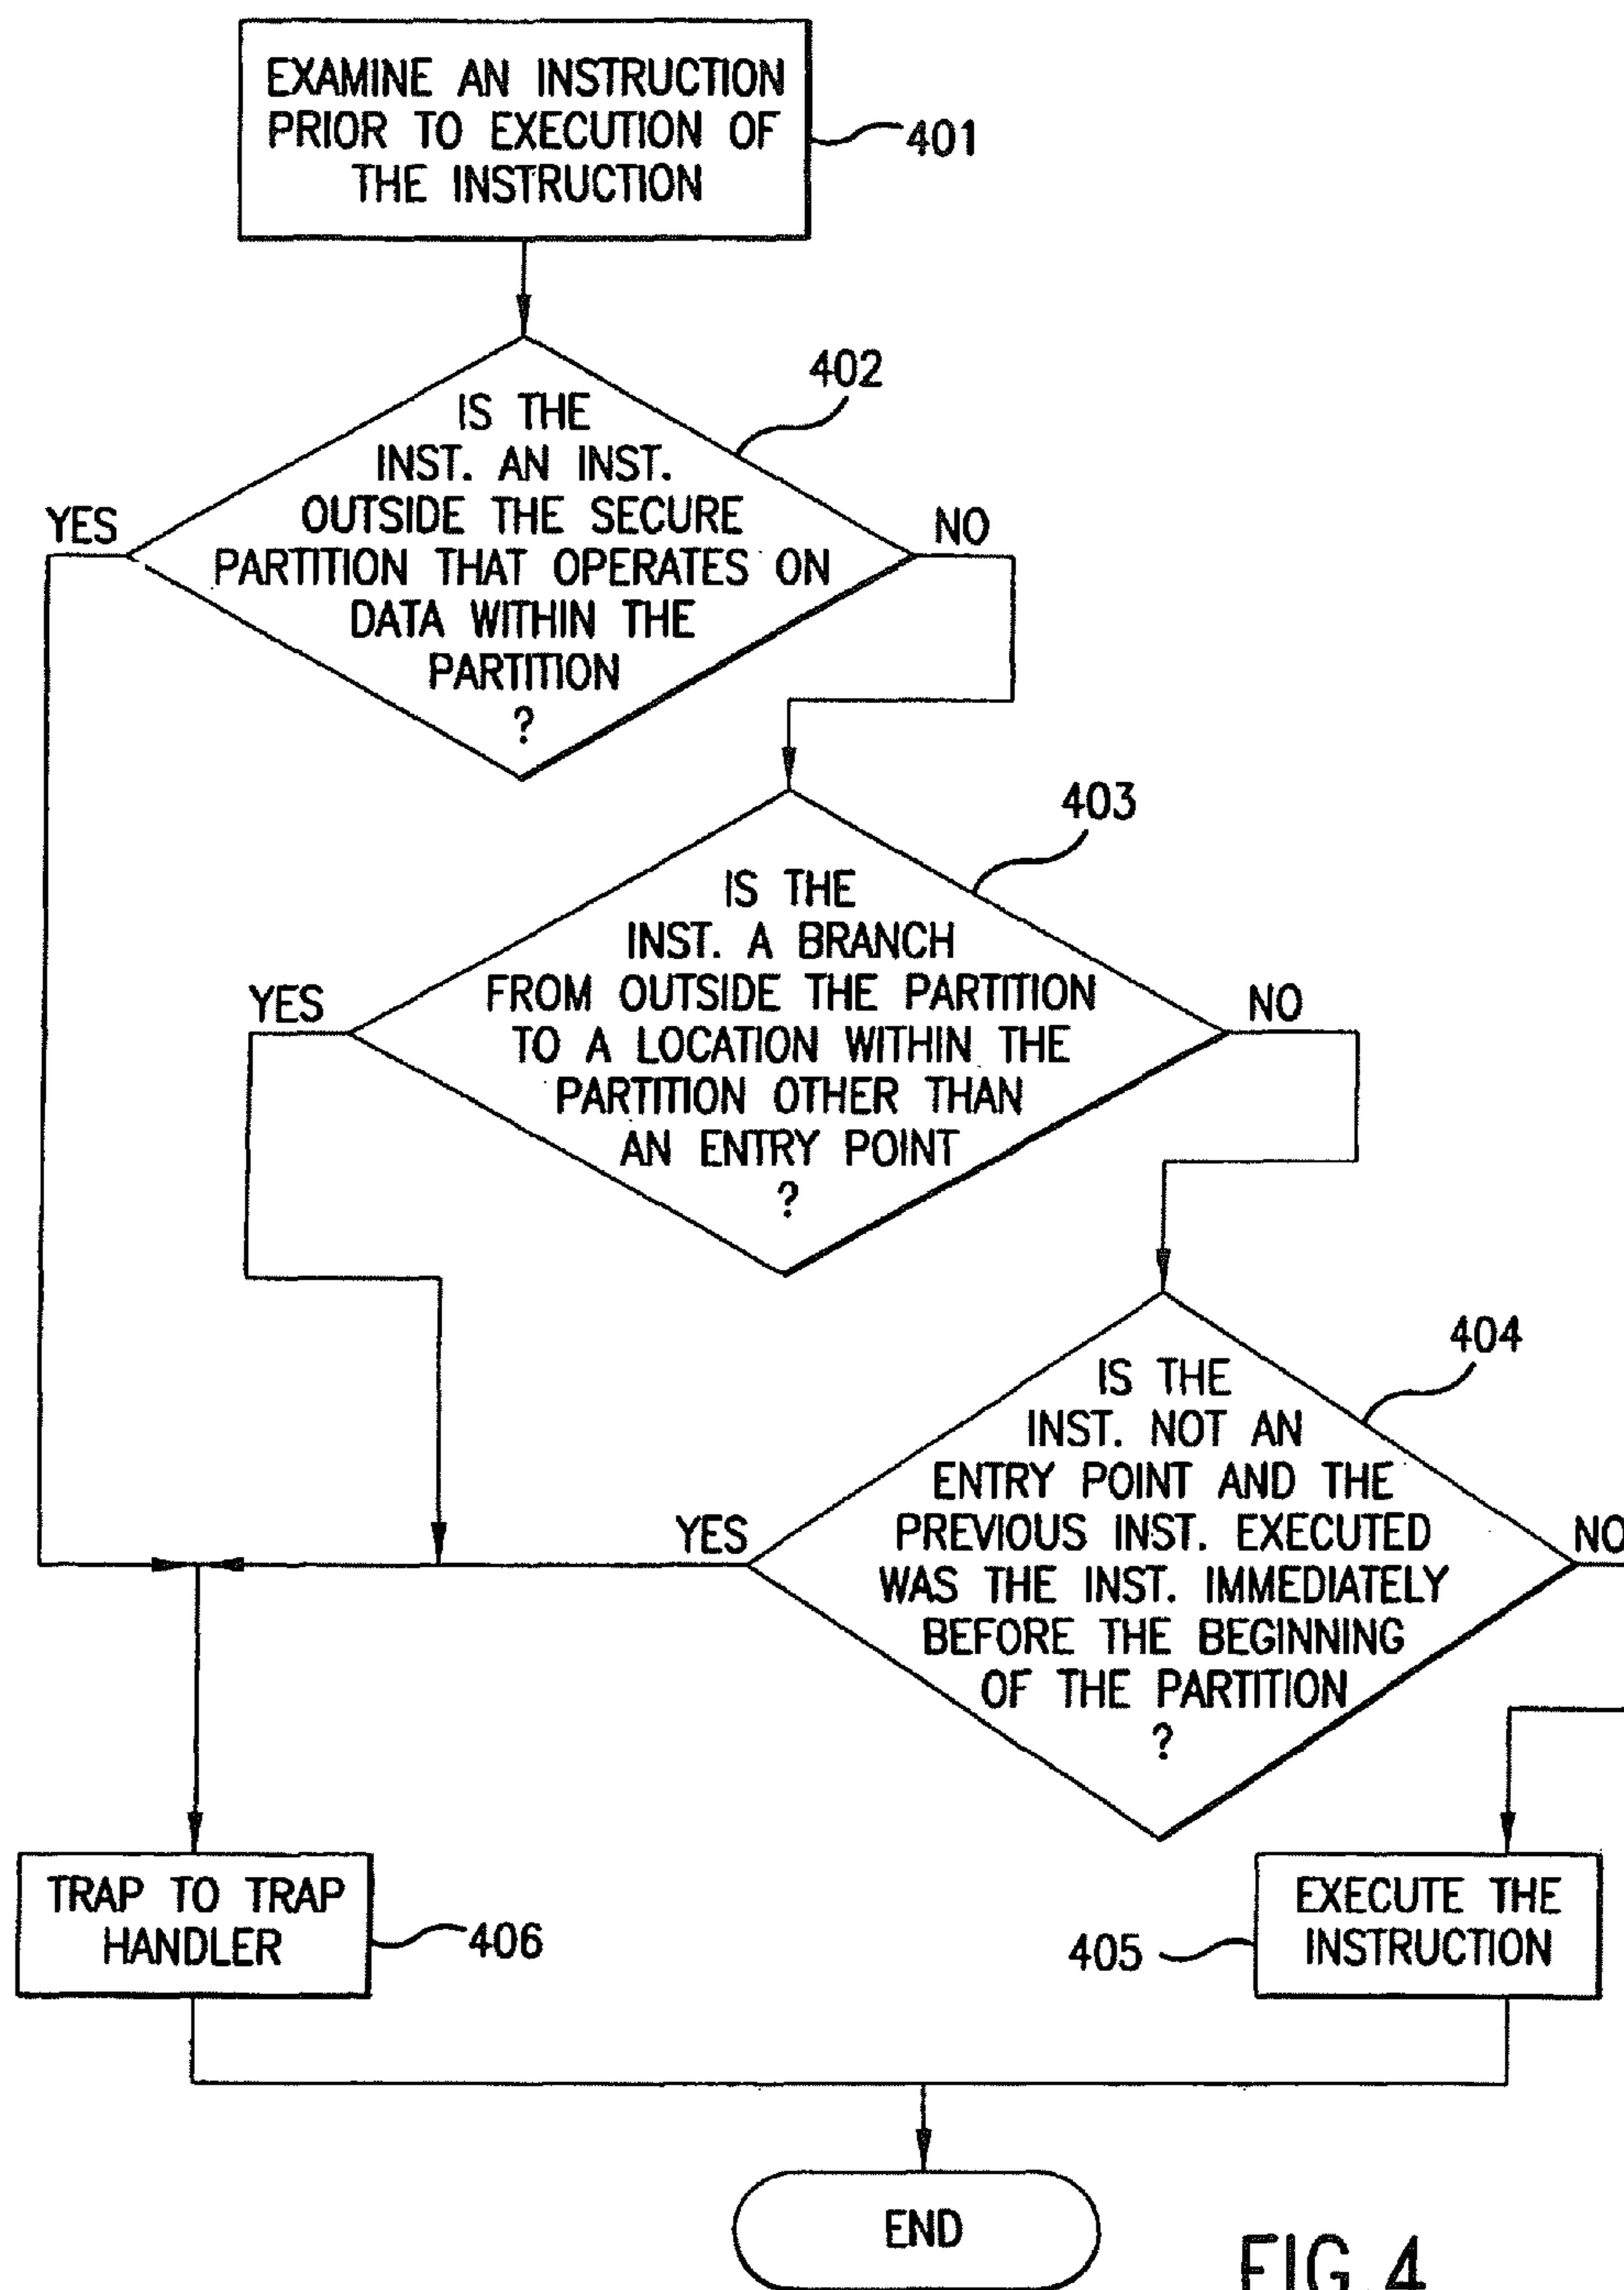 EXAMINE AN INSTRUCTION
PRIOR TO EXECUTION OF
THE INSTRUCTION
401
402
IS THE
INST. AN INST.
OUTSIDE THE SECURE
PARTITION THAT OPERATES ON
DATA WITHIN THE
PARTITION
?
YES
NO
403
IS THE
INST. A BRANCH
FROM OUTSIDE THE PARTITION
TO A LOCATION WITHIN THE
PARTITION OTHER THAN
AN ENTRY POINT
?
YES
NO
404
IS THE
INST. NOT AN
ENTRY POINT AND THE
PREVIOUS INST. EXECUTED
WAS THE INST. IMMEDIATELY
BEFORE THE BEGINNING
OF THE PARTITION
?
YES
NO
TRAP TO TRAP
HANDLER
406
405
EXECUTE THE
INSTRUCTION
END
FIG.4